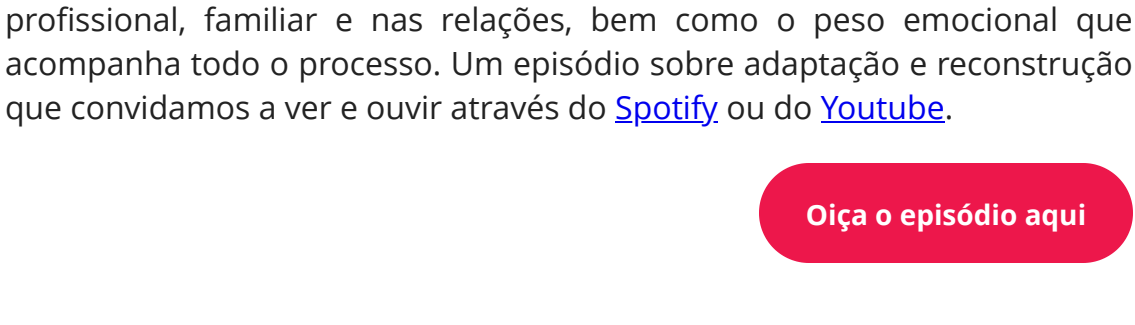 profissional, familiar e nas relações, bem como o peso emocional que
acompanha todo o processo. Um episódio sobre adaptação e reconstrução
que convidamos a ver e ouvir através do Spotify ou do Youtube.
Oiça o episódio aqui